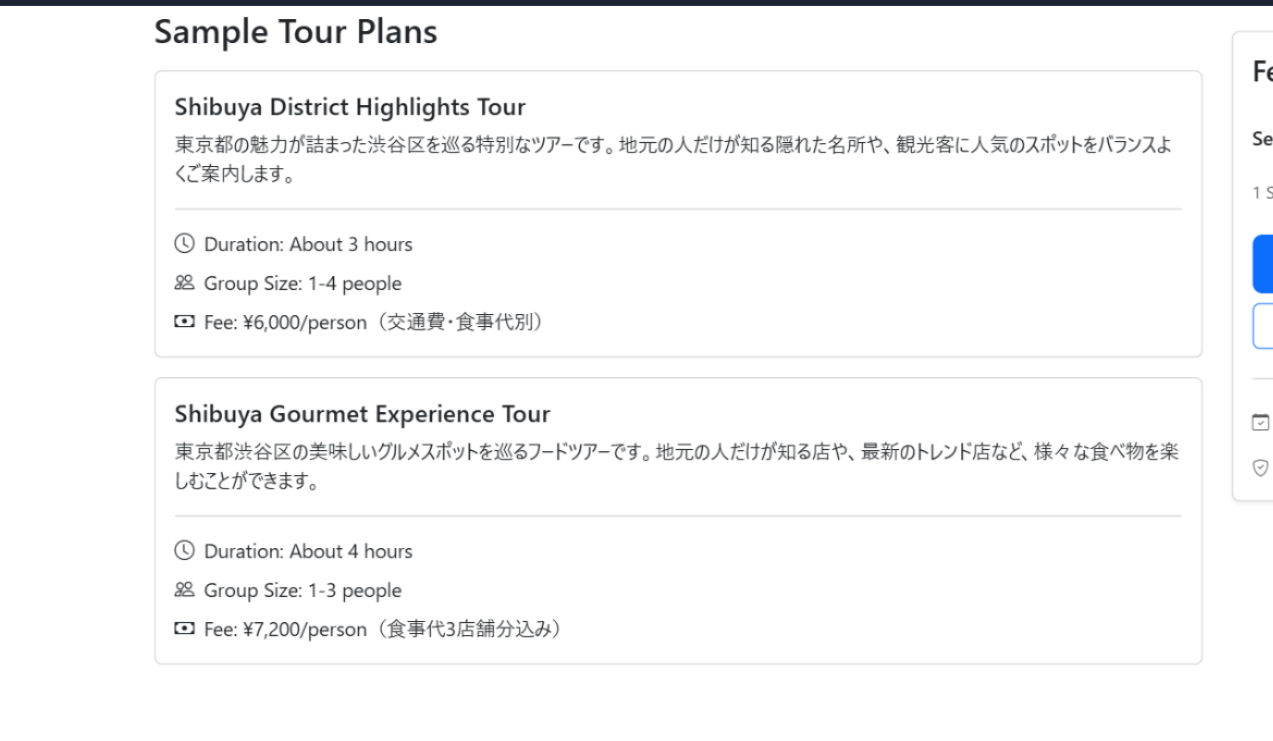 Sample Tour Plans
Shibuya District Highlights Tour
東京都の魅力が詰まった渋谷区を巡る特別なツアーです。地元の人だけが知る隠れた名所や、観光客に人気のスポットをバランスよ
くご案内します。
Duration: About 3 hours
Group Size: 1-4 people
Fee: ¥6,000/person（交通費・食事代別）
Shibuya Gourmet Experience Tour
東京都渋谷区の美味しいグルメスポットを巡るフードツアーです。地元の人だけが知る店や、最新のトレンド店など、様々な食べ物を楽
しむことができます。
Duration: About 4 hours
Group Size: 1-3 people
Fee: ¥7,200/person（食事代3店舗分込み）